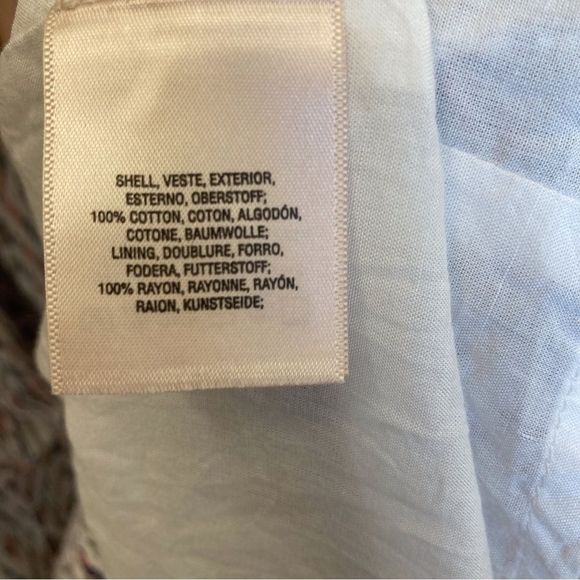 SHELL, VESTE, EXTERIOR,
ESTERNO, OBERSTOFF;
100% COTTON, COTON, ALGODÓN,
COTONE, BAUMWOLLE;
LINING, DOUBLURE, FORRO,
FODERA, FUTTERSTOFF;
100% RAYON, RAYONNE, RAYÓN,
RAION, KUNSTSEIDE;